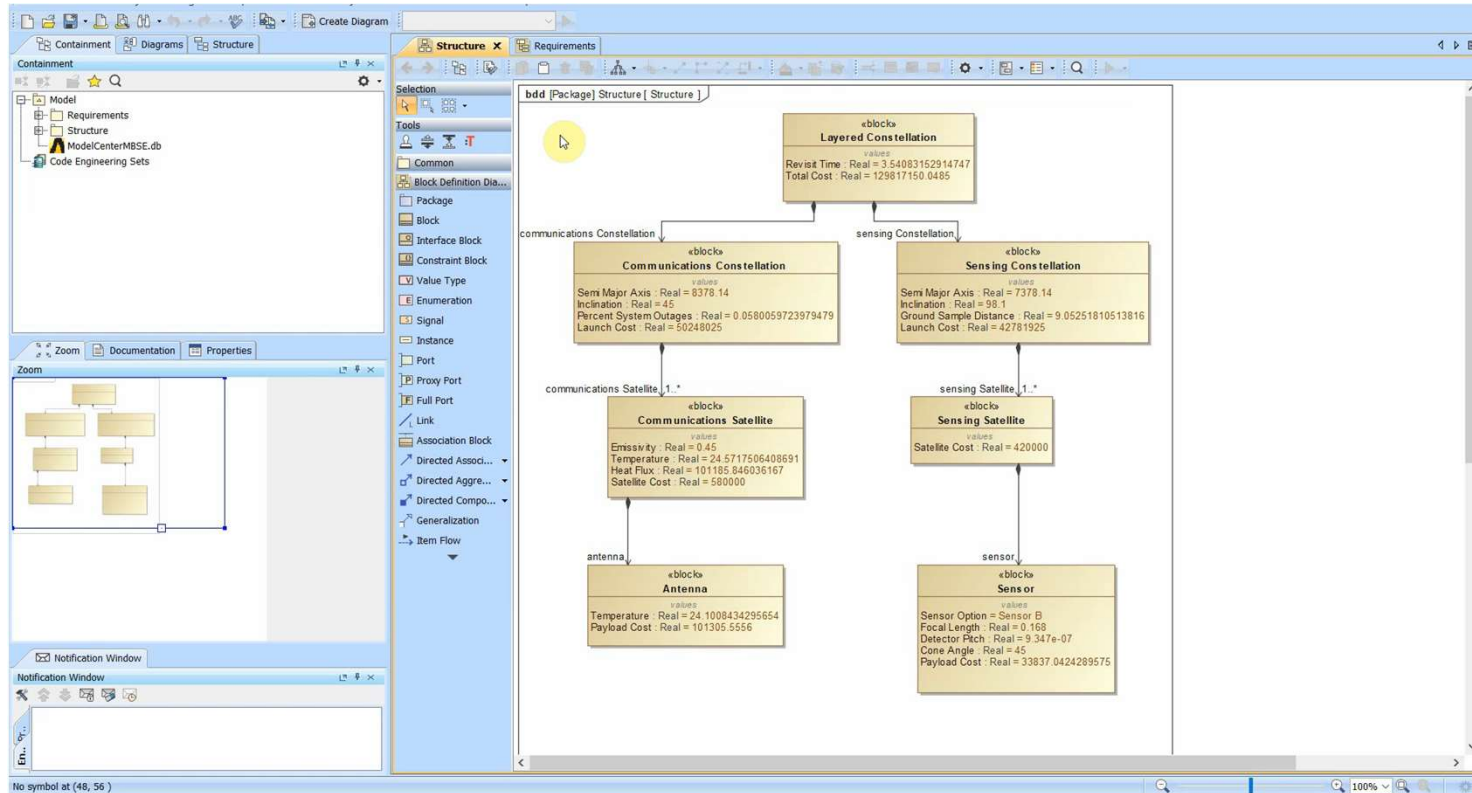 Create Diagram
Containment
Diagrams
Structure
Containment
Model
Requirements
Structure
ModelCenterMBSE.db
Code Engineering Sets
Zoom
Documentation
Properties
Zoom
Notification Window
Notification Window
En..
No symbol at (48, 56 )
Structure X
Requirements
Selection
Tools
Common
Block Definition Dia...
Package
Block
Interface Block
Constraint Block
Value Type
Enumeration
Signal
Instance
Port
Proxy Port
Full Port
Link
Association Block
Directed Associ...
Directed Aggre...
Directed Compo...
Generalization
Item Flow
bdd [Package] Structure [ Structure ]
«block»
Layered Constellation
values
Revisit Time : Real = 3.54083152914747
Total Cost : Real = 129817150.0485
communications Constellation
sensing Constellation
«block»
Communications Constellation
values
Semi Major Axis : Real = 8378.14
Inclination : Real = 45
Percent System Outages : Real = 0.0580059723979479
Launch Cost : Real = 50248025
«block»
Sensing Constellation
values
Semi Major Axis : Real = 7378.14
Inclination : Real = 98.1
Ground Sample Distance : Real = 9.05251810513816
Launch Cost : Real = 42781925
communications Satellite 1..*
sensing Satellite 1..*
«block»
Communications Satellite
values
Emissivity : Real = 0.45
Temperature : Real = 24.5717506408691
Heat Flux : Real = 101185.846036167
Satellite Cost : Real = 580000
«block»
Sensing Satellite
values
Satellite Cost : Real = 420000
antenna
sensor
«block»
Antenna
values
Temperature : Real = 24.1008434295654
Payload Cost : Real = 101305.5556
«block»
Sensor
values
Sensor Option = Sensor B
Focal Length : Real = 0.168
Detector Pitch : Real = 9.347e-07
Cone Angle : Real = 45
Payload Cost : Real = 33837.0424289575
100%